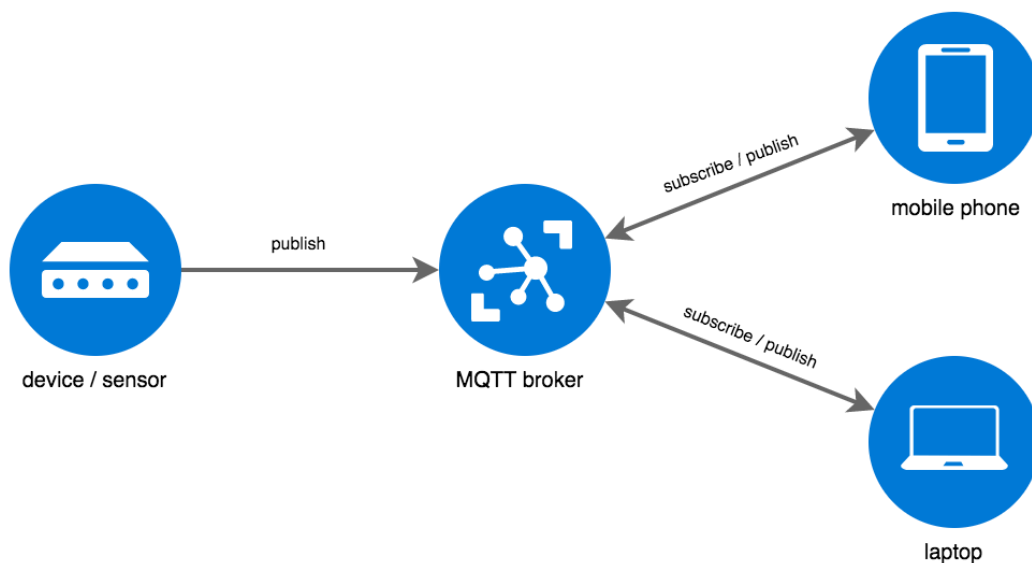 publish
subscribe / publish
mobile phone
device / sensor
MQTT broker
subscribe / publish
laptop